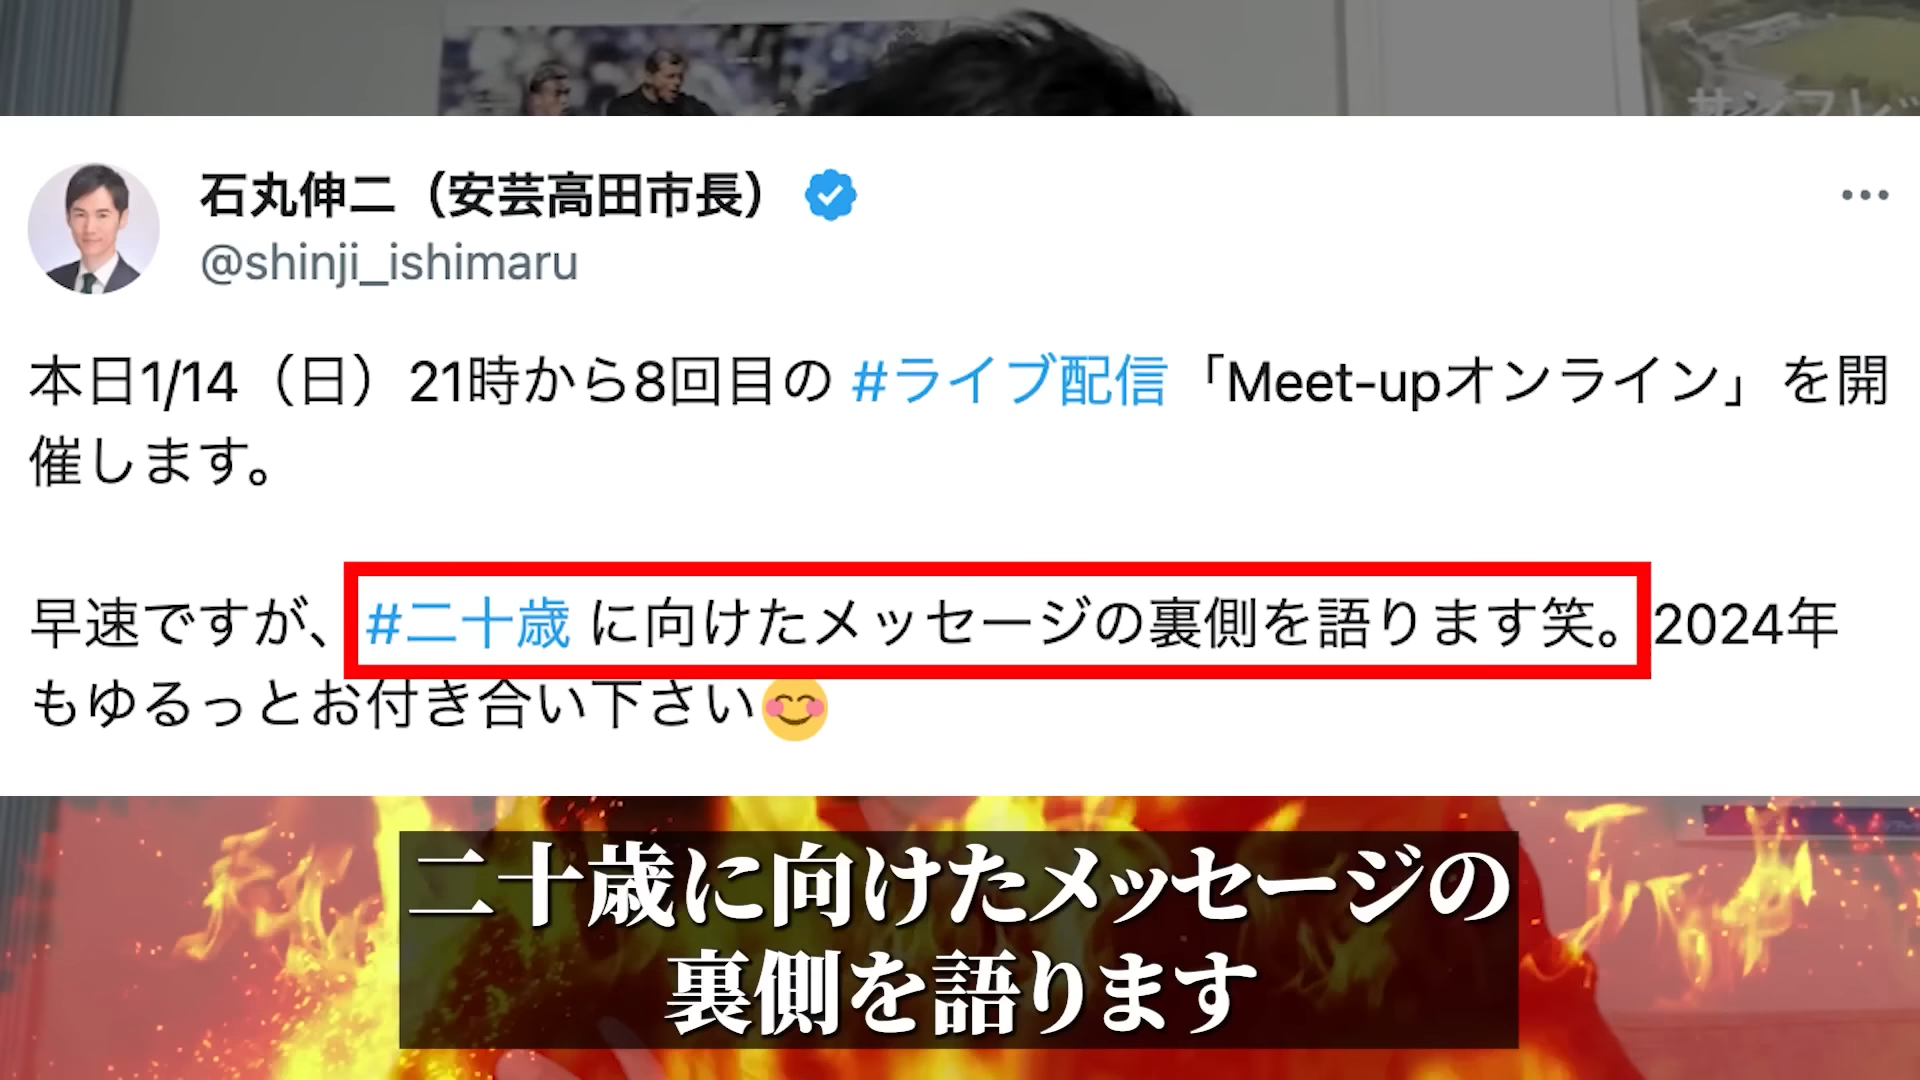 サンフレッ
石丸伸二（安芸高田市長）
@shinji_ishimaru
本日1/14（日）21時から8回目の #ライブ配信「Meet-upオンライン」を開
催します。
早速ですが、#二十歳 に向けたメッセージの裏側を語ります笑。2024年
もゆるっとお付き合い下さい😊
二十歳に向けたメッセージの
裏側を語ります